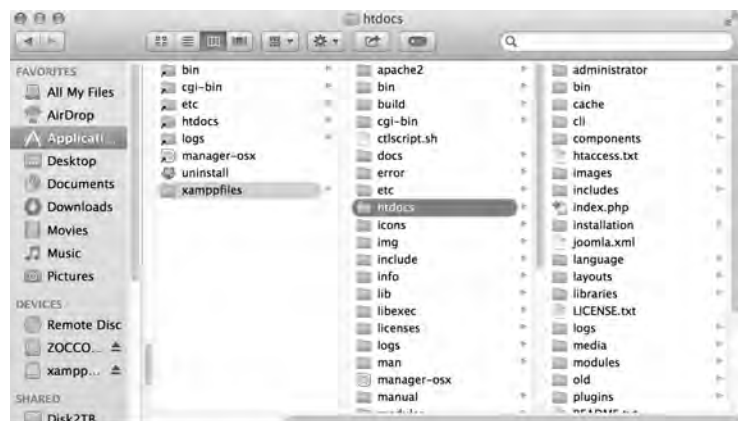 htdocs
FAVORITES
All My Files
AirDrop
Applicati...
Desktop
Documents
Downloads
Movies
Music
Pictures
DEVICES
Remote Disc
ZOCCO...
xampp...
SHARED
Disk2TB
bin
cgi-bin
etc
htdocs
logs
manager-osx
uninstall
xamppfiles
apache2
bin
build
cgi-bin
ctlscript.sh
docs
error
etc
htdocs
icons
img
include
info
lib
libexec
licenses
logs
man
manager-osx
manual
modules
administrator
bin
cache
cli
components
htaccess.txt
images
includes
index.php
installation
joomla.xml
language
layouts
libraries
LICENSE.txt
logs
media
modules
old
plugins
README.txt